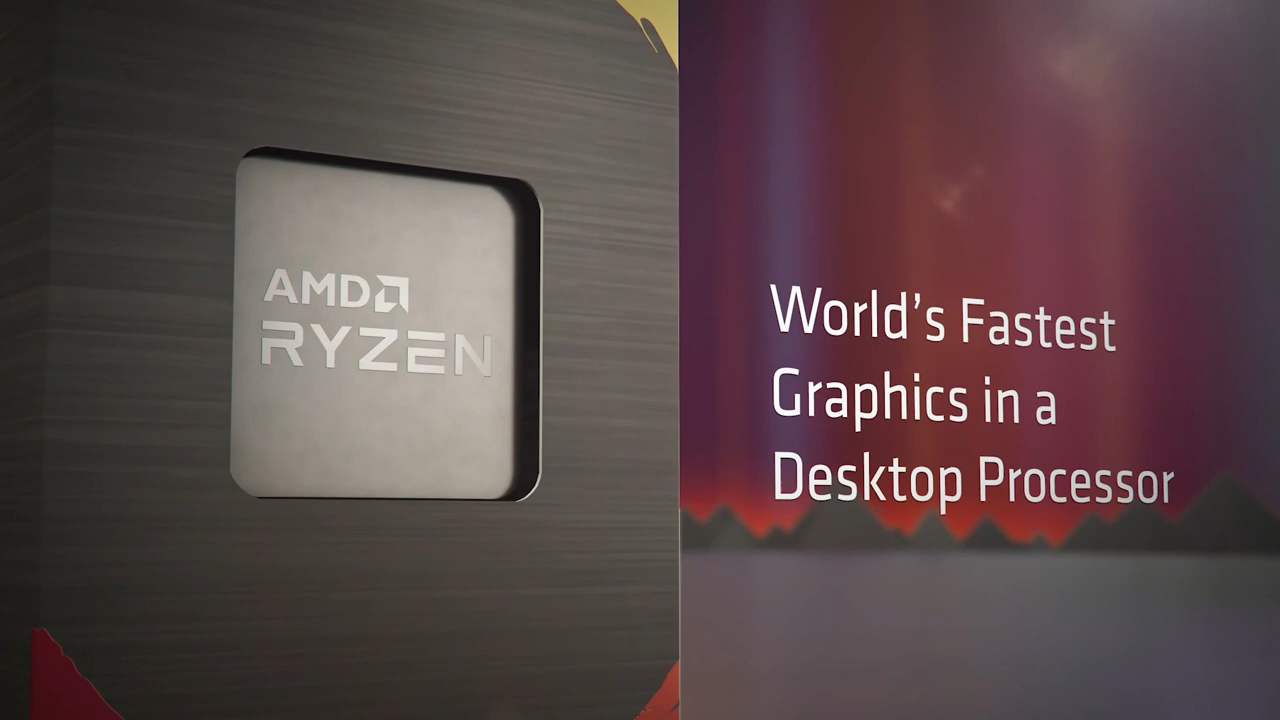 AMD
RYZEN
World's Fastest
Graphics in a
Desktop Processor